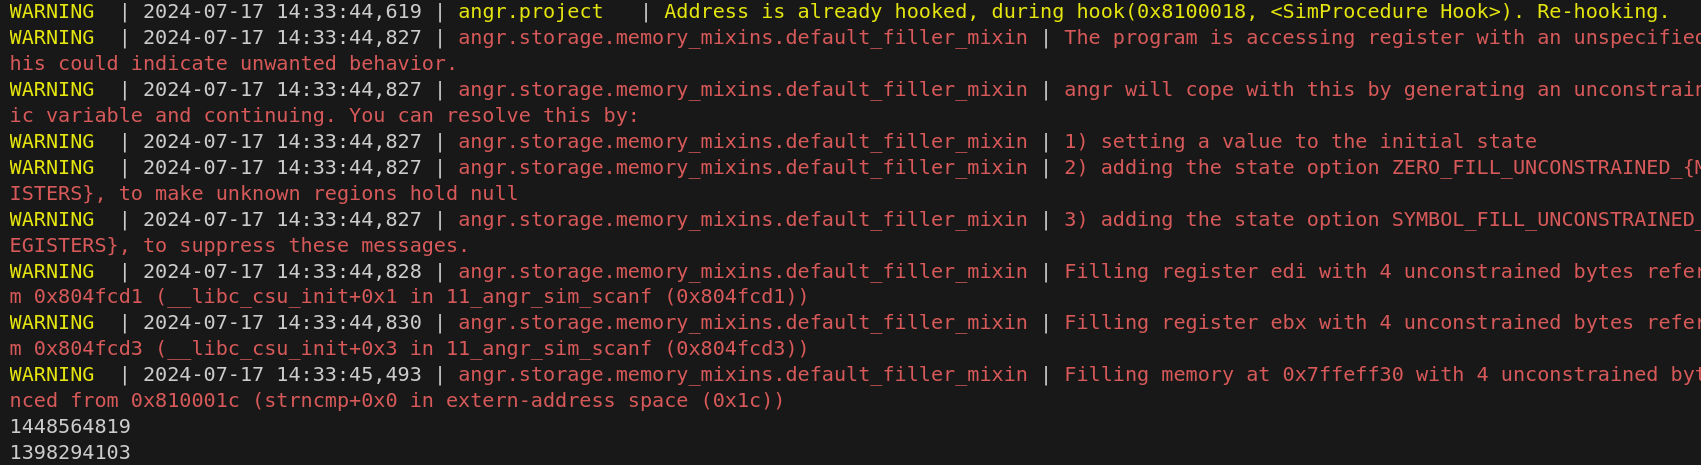 WARNING  | 2024-07-17 14:33:44,619 | angr.project   | Address is already hooked, during hook(0x8100018, <SimProcedure Hook>). Re-hooking.
WARNING  | 2024-07-17 14:33:44,827 | angr.storage.memory_mixins.default_filler_mixin | The program is accessing register with an unspecified
his could indicate unwanted behavior.
WARNING  | 2024-07-17 14:33:44,827 | angr.storage.memory_mixins.default_filler_mixin | angr will cope with this by generating an unconstrain
ic variable and continuing. You can resolve this by:
WARNING  | 2024-07-17 14:33:44,827 | angr.storage.memory_mixins.default_filler_mixin | 1) setting a value to the initial state
WARNING  | 2024-07-17 14:33:44,827 | angr.storage.memory_mixins.default_filler_mixin | 2) adding the state option ZERO_FILL_UNCONSTRAINED_{M
ISTERS}, to make unknown regions hold null
WARNING  | 2024-07-17 14:33:44,827 | angr.storage.memory_mixins.default_filler_mixin | 3) adding the state option SYMBOL_FILL_UNCONSTRAINED_
EGISTERS}, to suppress these messages.
WARNING  | 2024-07-17 14:33:44,828 | angr.storage.memory_mixins.default_filler_mixin | Filling register edi with 4 unconstrained bytes refer
m 0x804fcd1 (__libc_csu_init+0x1 in 11_angr_sim_scanf (0x804fcd1))
WARNING  | 2024-07-17 14:33:44,830 | angr.storage.memory_mixins.default_filler_mixin | Filling register ebx with 4 unconstrained bytes refer
m 0x804fcd3 (__libc_csu_init+0x3 in 11_angr_sim_scanf (0x804fcd3))
WARNING  | 2024-07-17 14:33:45,493 | angr.storage.memory_mixins.default_filler_mixin | Filling memory at 0x7ffeff30 with 4 unconstrained byt
nced from 0x810001c (strncmp+0x0 in extern-address space (0x1c))
1448564819
1398294103